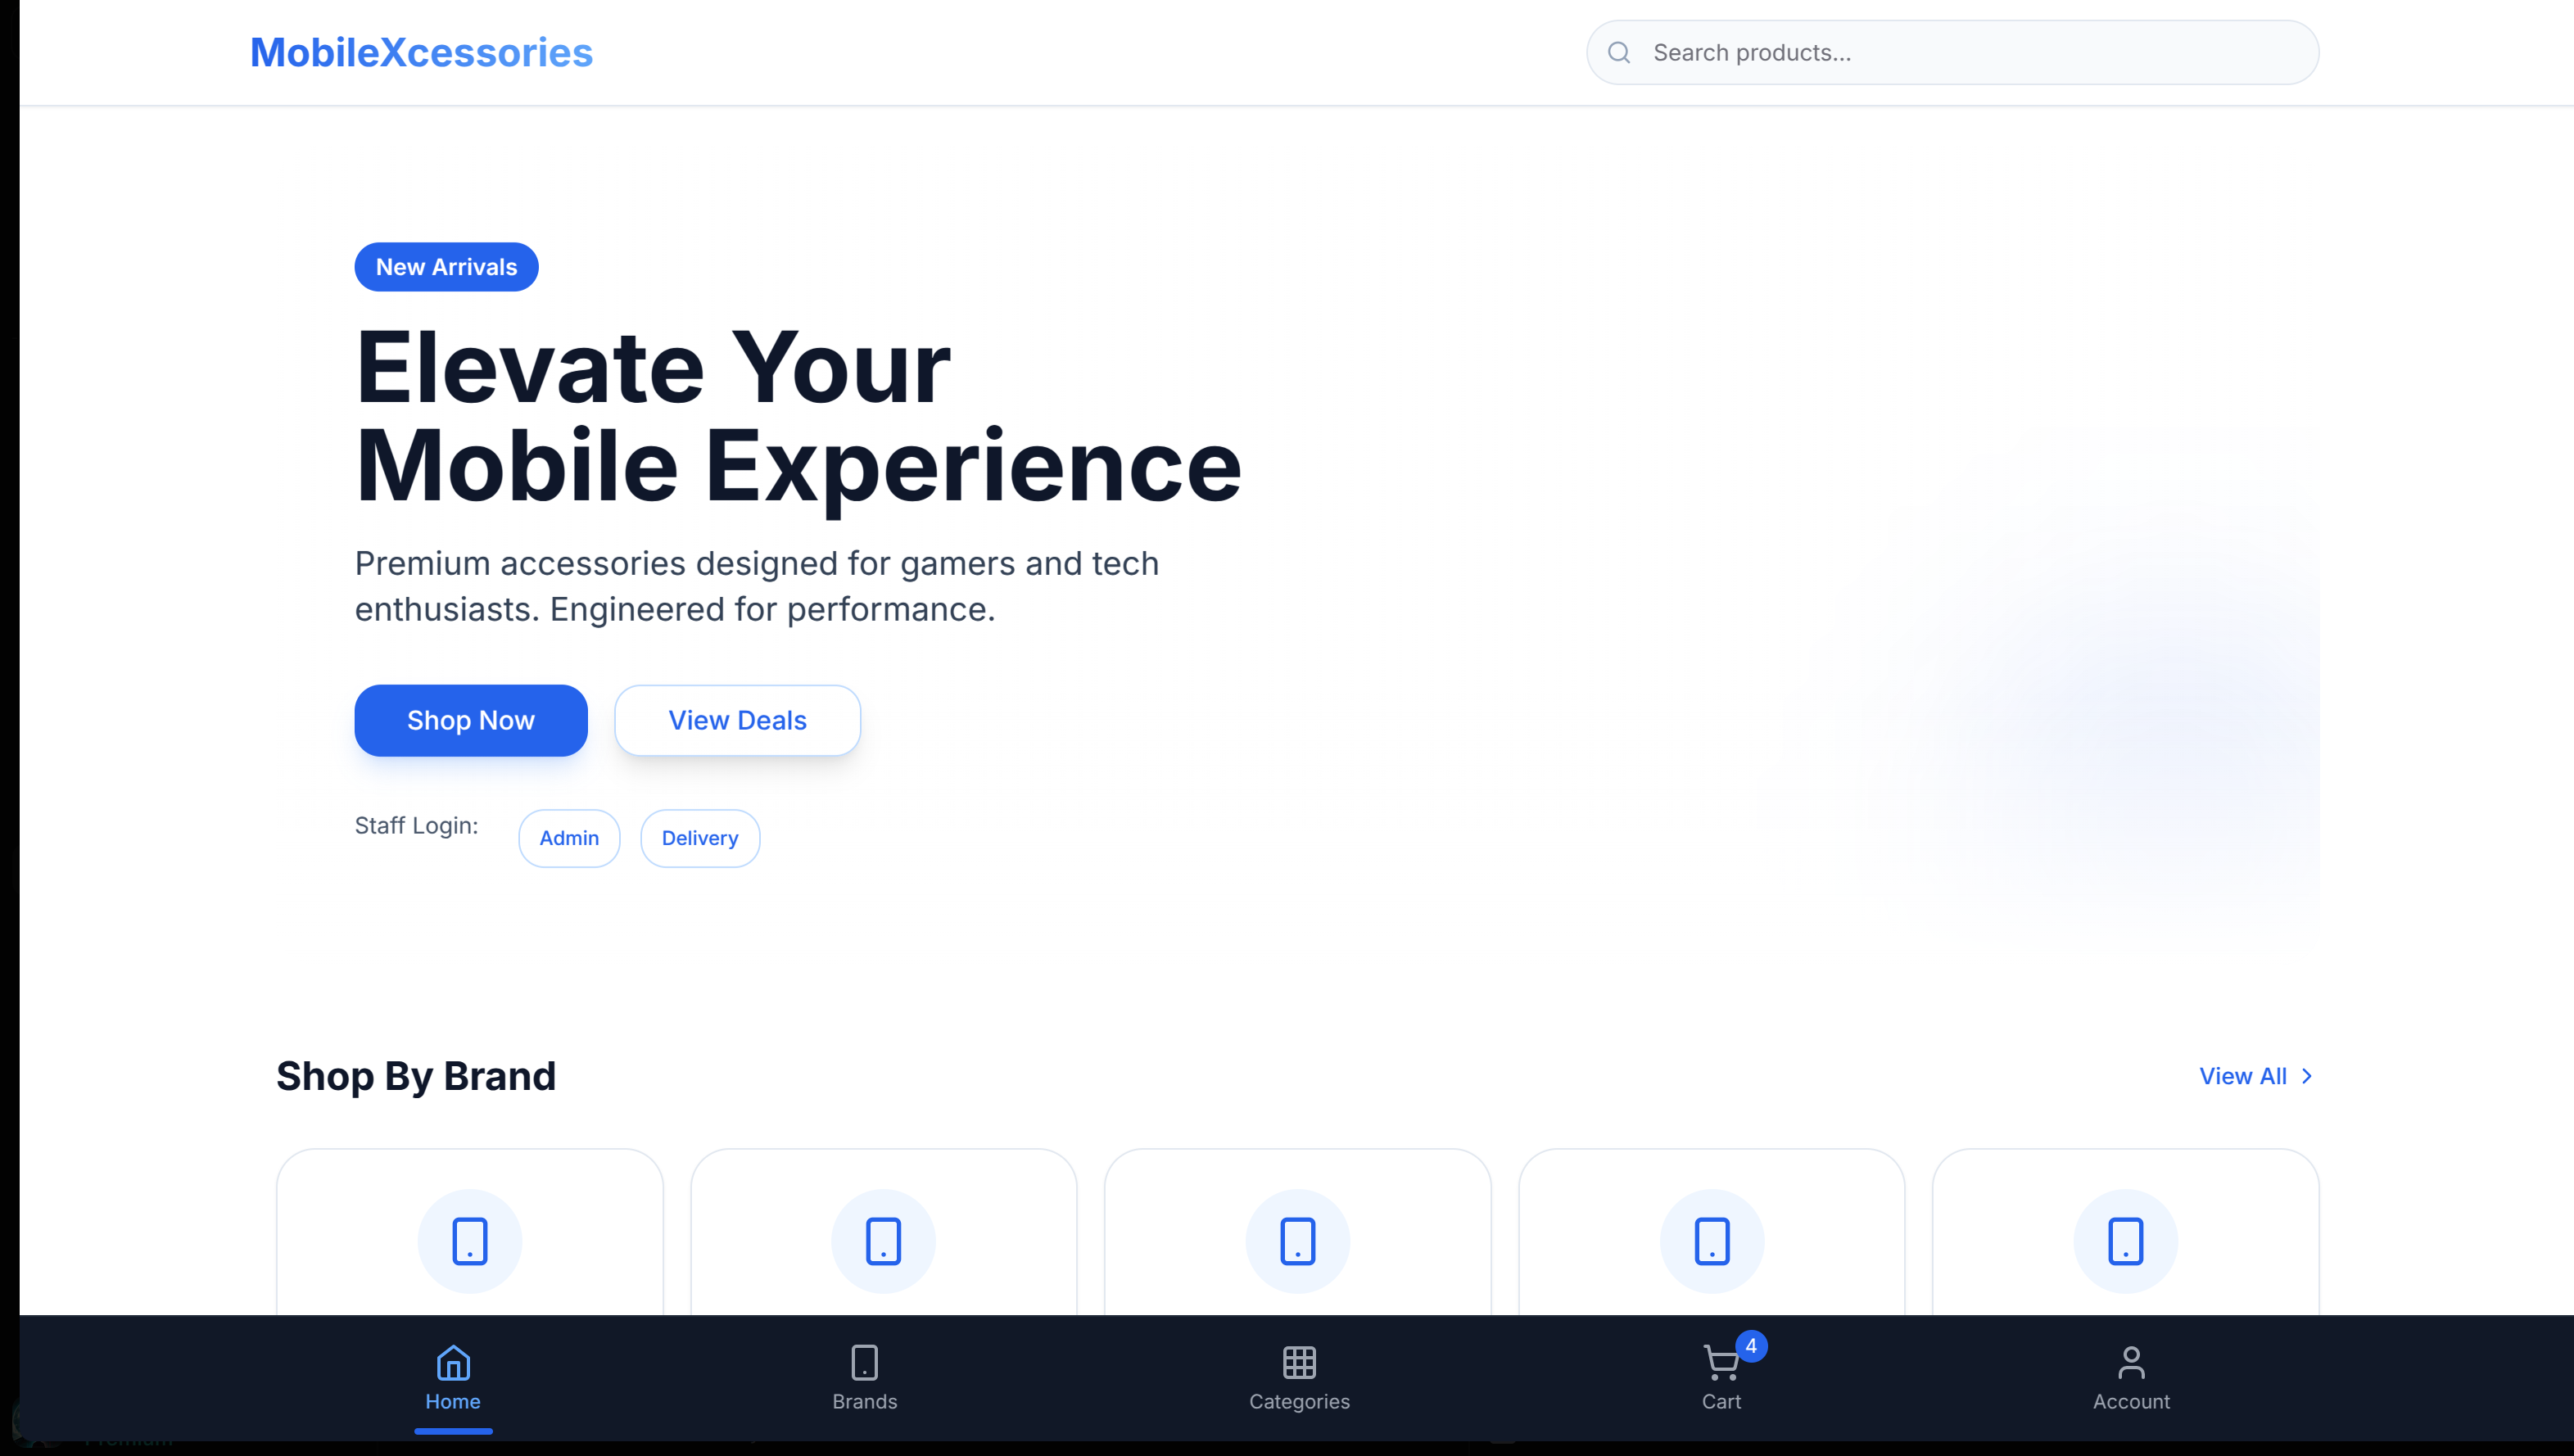 MobileXcessories
Search products...
New Arrivals
Elevate Your
Mobile Experience
Premium accessories designed for gamers and tech
enthusiasts. Engineered for performance.
Shop Now
View Deals
Staff Login:
Admin
Delivery
Shop By Brand
View All
Home
Brands
Categories
4
Cart
Account
Premium